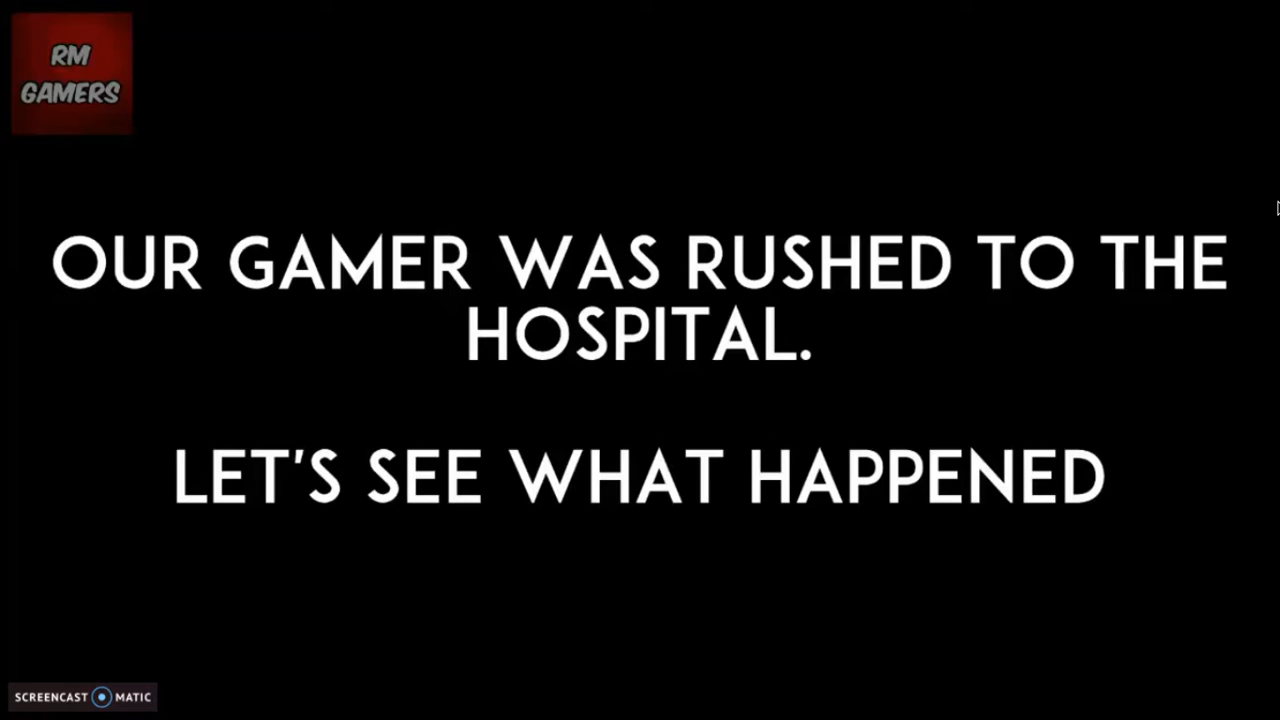 RM
GAMERS
OUR GAMER WAS RUSHED TO THE
HOSPITAL.
LET'S SEE WHAT HAPPENED
SCREENCAST MATIC